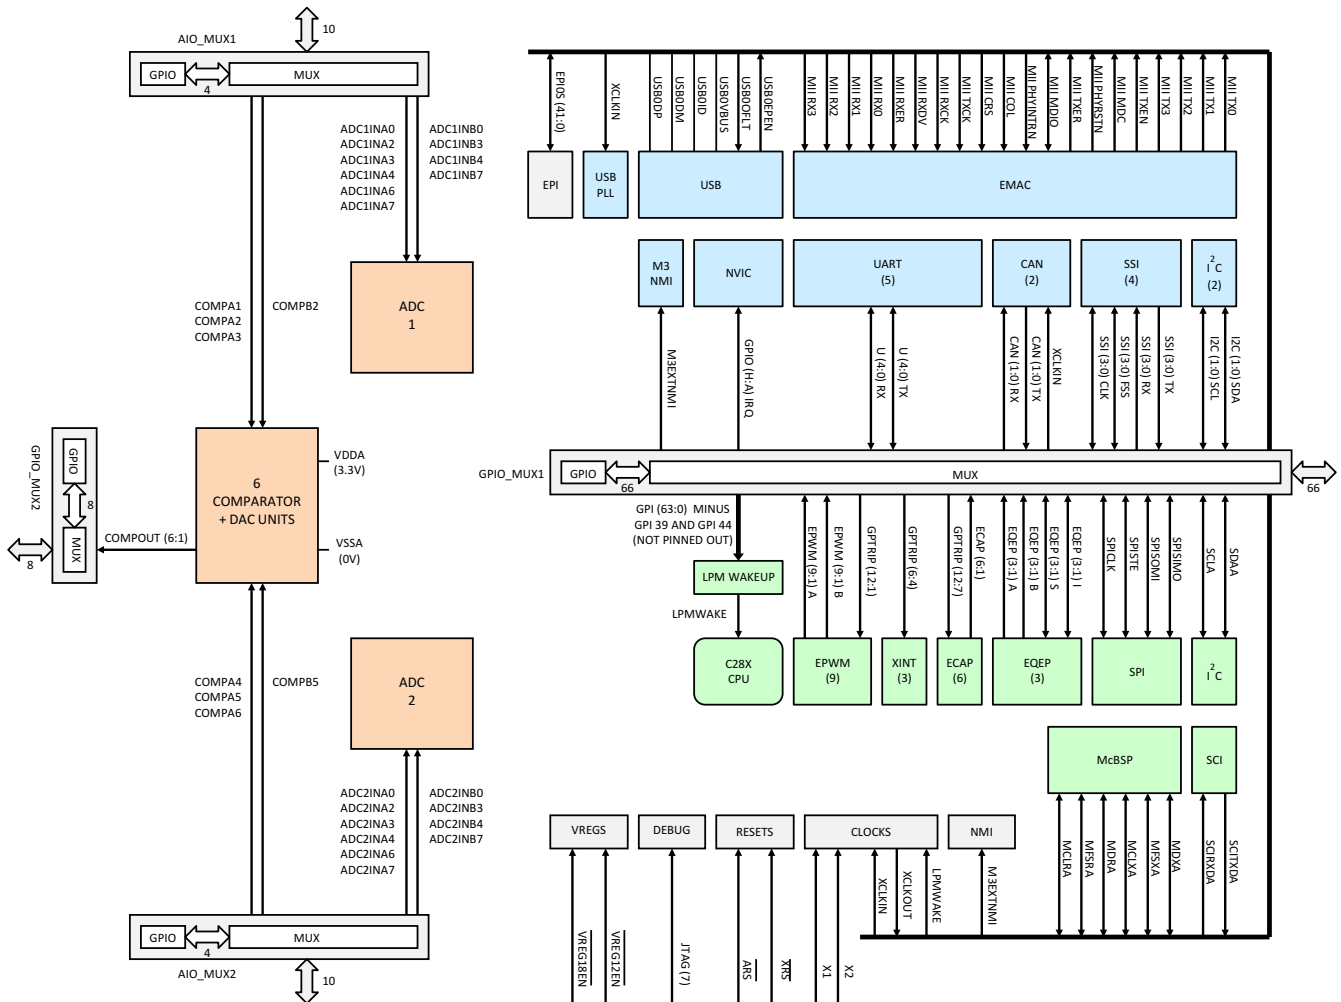 10
AIO_MUX1
GPIO
MUX
4
ADC1INA0
ADC1INA2
ADC1INA3
ADC1INA4
ADC1INA6
ADC1INA7
ADC1INB0
ADC1INB3
ADC1INB4
ADC1INB7
ADC
1
COMPA1
COMPA2
COMPA3
COMPB2
GPIO_MUX2
GPIO
8
MUX
8
COMPOUT (6:1)
6
COMPARATOR
+ DAC UNITS
VDDA
(3.3V)
VSSA
(0V)
COMPA4
COMPA5
COMPA6
COMPB5
ADC
2
ADC2INA0
ADC2INA2
ADC2INA3
ADC2INA4
ADC2INA6
ADC2INA7
ADC2INB0
ADC2INB3
ADC2INB4
ADC2INB7
GPIO
MUX
4
AIO_MUX2
10
EPI0S (41:0)
XCLKIN
USB0DP
USB0DM
USB0ID
USB0VBUS
USB0OFLT
USB0EPEN
MII RX3
MII RX2
MII RX1
MII RX0
MII RXER
MII RXDV
MII RXCK
MII TXCK
MII CRS
MII COL
MII PHYINTRN
MII MDIO
MII TXER
MII PHYRSTN
MII MDC
MII TXEN
MII TX3
MII TX2
MII TX1
MII TX0
EPI
USB
PLL
USB
EMAC
M3
NMI
NVIC
UART
(5)
CAN
(2)
SSI
(4)
I2C
(2)
M3EXTNMI
GPIO (H:A) IRQ
U (4:0) RX
U (4:0) TX
CAN (1:0) RX
CAN (1:0) TX
XCLKIN
SSI (3:0) CLK
SSI (3:0) FSS
SSI (3:0) RX
SSI (3:0) TX
I2C (1:0) SCL
I2C (1:0) SDA
GPIO_MUX1
GPIO
66
MUX
66
GPI (63:0) MINUS
GPI 39 AND GPI 44
(NOT PINNED OUT)
EPWM (9:1) A
EPWM (9:1) B
GPTRIP (12:1)
GPTRIP (6:4)
GPTRIP (12:7)
ECAP (6:1)
EQEP (3:1) A
EQEP (3:1) B
EQEP (3:1) S
EQEP (3:1) I
SPICLK
SPISTE
SPISOMI
SPISIMO
SCLA
SDAA
LPM WAKEUP
LPMWAKE
C28X
CPU
EPWM
(9)
XINT
(3)
ECAP
(6)
EQEP
(3)
SPI
I2C
McBSP
SCI
MCLRA
MFSRA
MDRA
MCLXA
MFSXA
MDXA
SCIRXDA
SCITXDA
VREGS
DEBUG
RESETS
CLOCKS
NMI
VREG18EN
VREG12EN
JTAG (7)
ARS
XRS
X1
X2
XCLKIN
XCLKOUT
LPMWAKE
M3EXTNMI